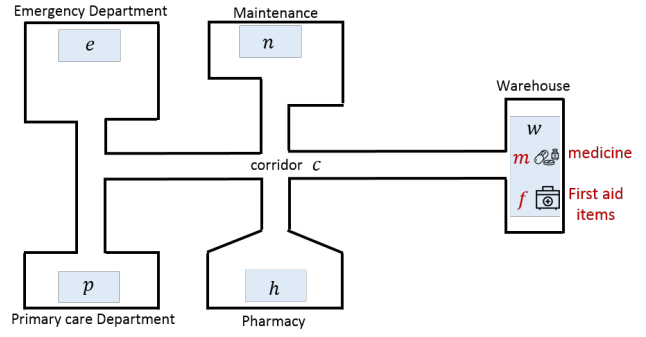 Emergency Department
Maintenance
e
n
Warehouse
w
m medicine
corridor c
f First aid
items
p
h
Primary care Department
Pharmacy